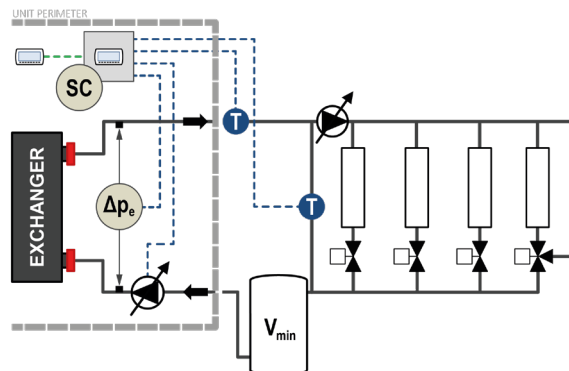 UNIT PERIMETER
SC
T
T
EXCHANGER
Δpe
Vmin